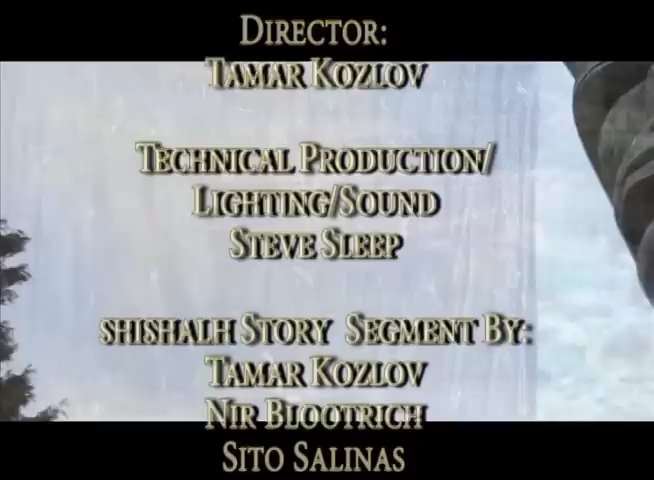 DIRECTOR:
TAMAR KOZLOV
TECHNICAL PRODUCTION/
LIGHTING/SOUND
STEVE SLEEP
SHISHALH STORY SEGMENT BY:
TAMAR KOZLOV
NIR BLOOTRICH
SITO SALINAS